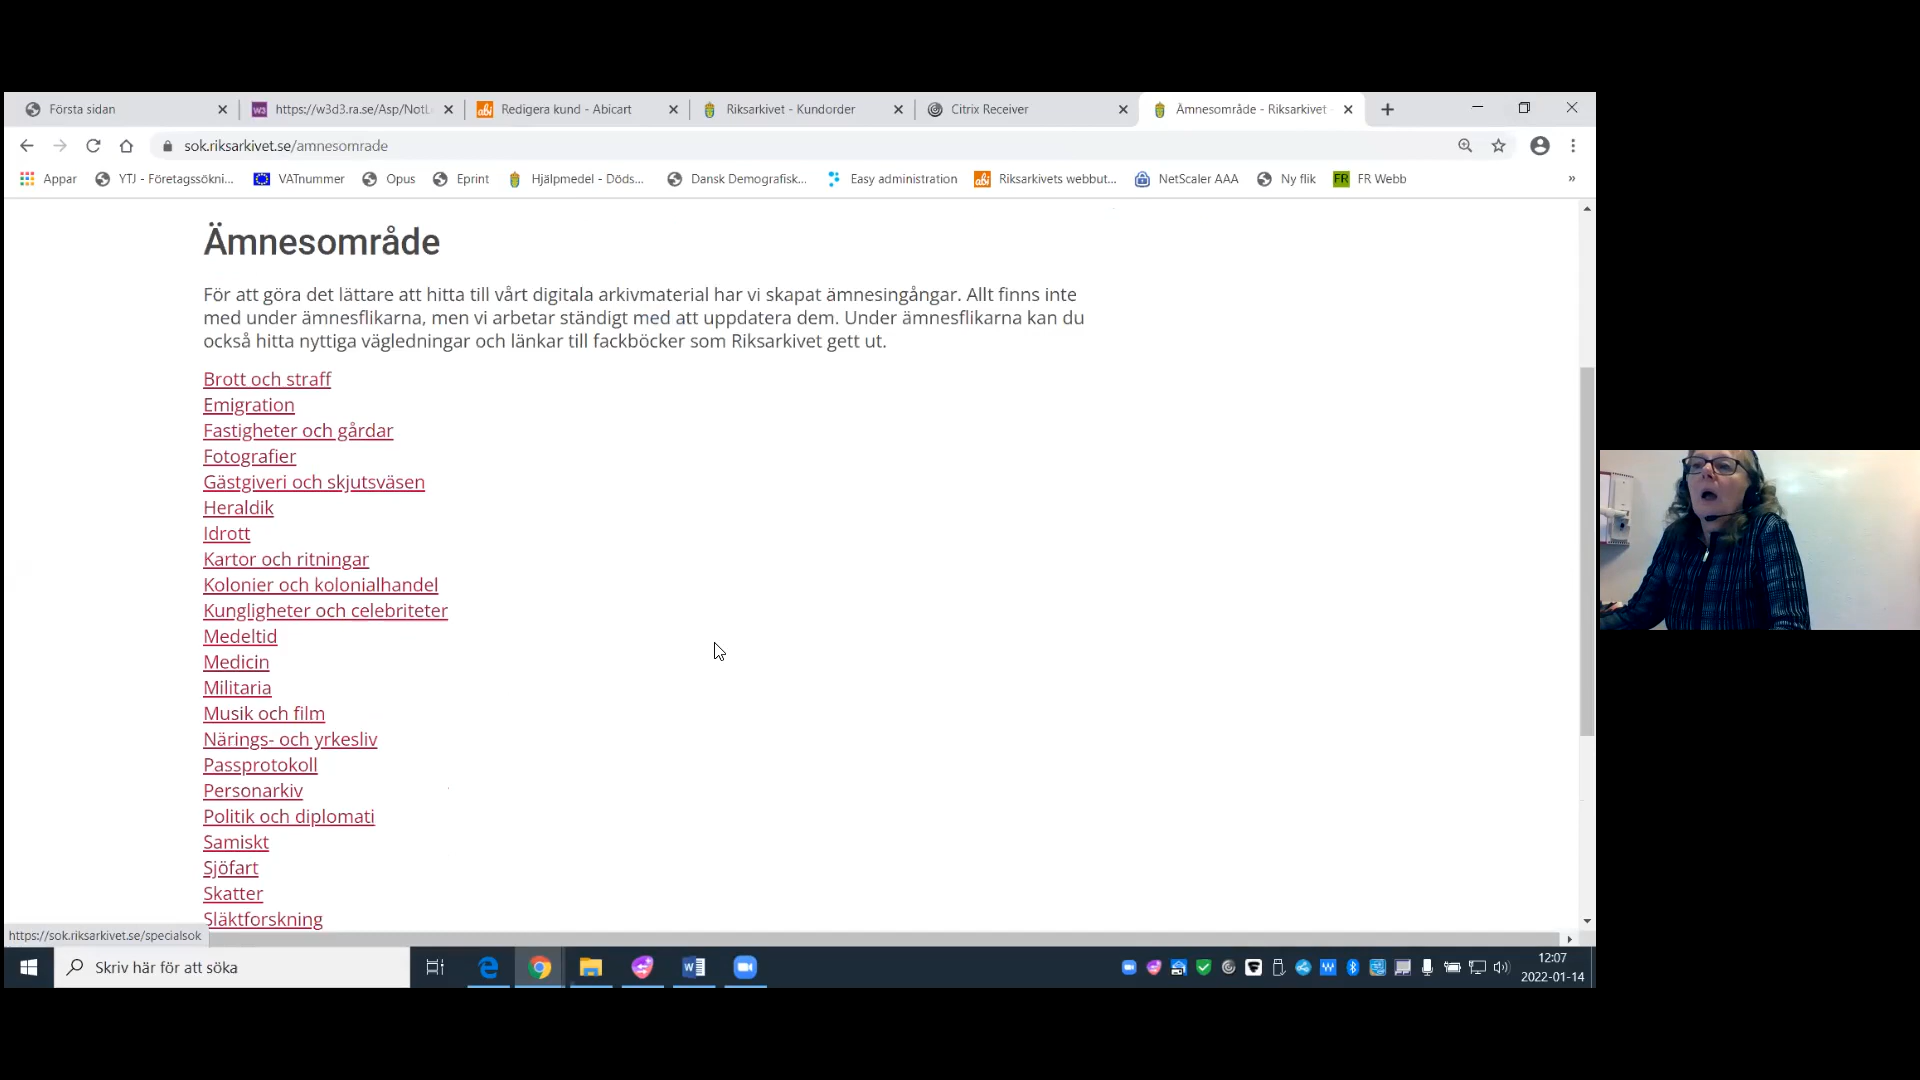 Första sidan
https://w3d3.ra.se/Asp/NotL
Redigera kund - Abicart
Riksarkivet - Kundorder
Citrix Receiver
Ämnesområde - Riksarkivet -
sok.riksarkivet.se/amnesomrade
Appar
YTJ - Företagssökni...
VATnummer
Opus
Eprint
Hjälpmedel - Döds...
Dansk Demografisk...
Easy administration
abi
Riksarkivets webbut...
NetScaler AAA
Ny flik
FR
FR Webb
»
Ämnesområde
För att göra det lättare att hitta till vårt digitala arkivmaterial har vi skapat ämnesingångar. Allt finns inte
med under ämnesflikarna, men vi arbetar ständigt med att uppdatera dem. Under ämnesflikarna kan du
också hitta nyttiga vägledningar och länkar till fackböcker som Riksarkivet gett ut.
Brott och straff
Emigration
Fastigheter och gårdar
Fotografier
Gästgiveri och skjutsväsen
Heraldik
Idrott
Kartor och ritningar
Kolonier och kolonialhandel
Kungligheter och celebriteter
Medeltid
Medicin
Militaria
Musik och film
Närings- och yrkesliv
Passprotokoll
Personarkiv
Politik och diplomati
Samiskt
Sjöfart
Skatter
Släktforskning
https://sok.riksarkivet.se/specialsok
Skriv här för att söka
12:07
2022-01-14